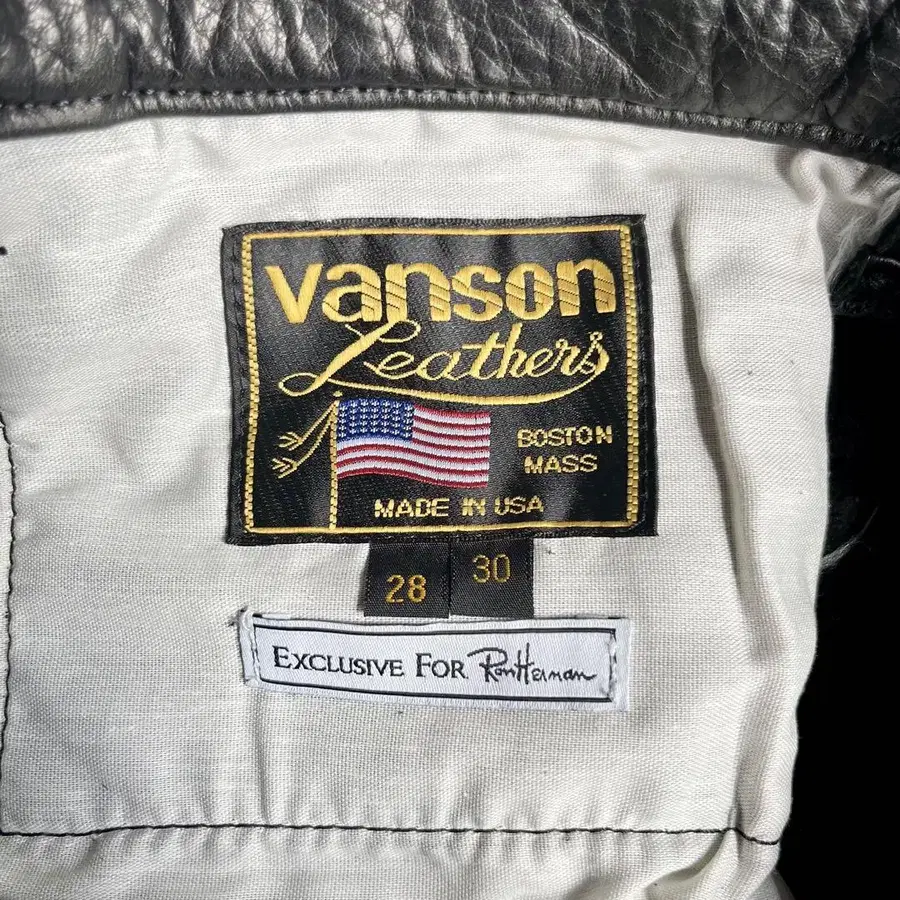 vanson
Leathers
BOSTON
MASS
MADE IN USA
28 30
EXCLUSIVE FOR RonHerman